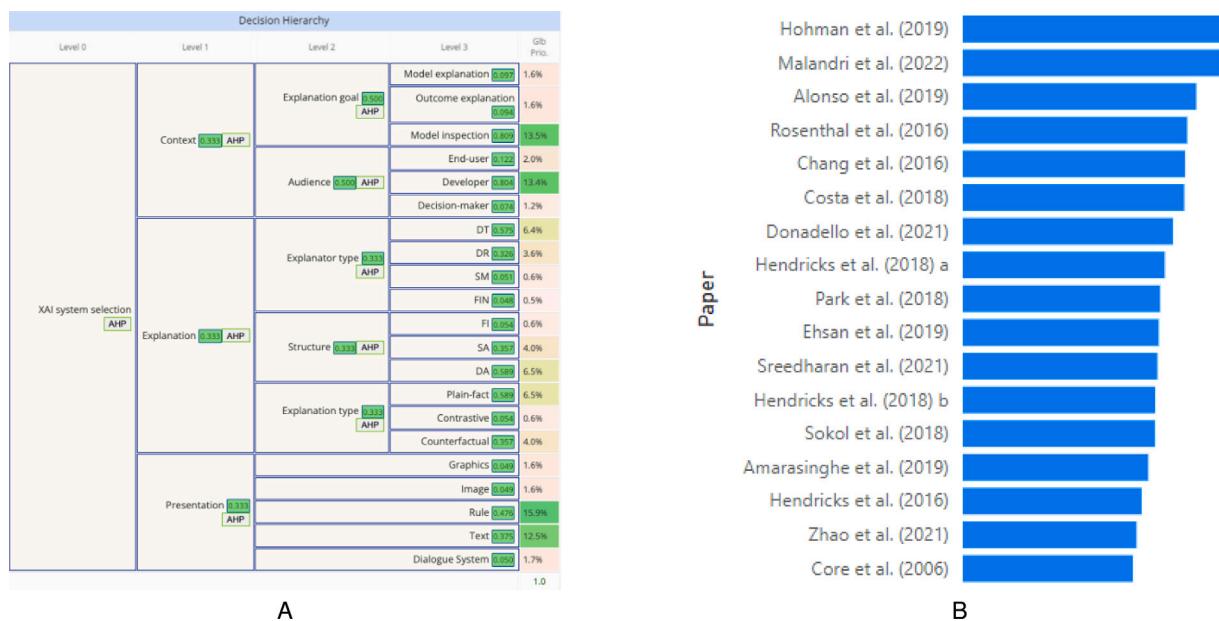 Decision Hierarchy
Level 0 Level 1 Level 2 Level 3 Glb
Prio.
XAI system selection
AHP
Context 0.333 AHP
Explanation goal 0.500
AHP
Model explanation 0.097 1.6%
Outcome explanation
0.094 1.6%
Model inspection 0.809 13.5%
Audience 0.500 AHP
End-user 0.122 2.0%
Developer 0.804 13.4%
Decision-maker 0.074 1.2%
Explanation 0.333 AHP
Explanator type 0.333
AHP
DT 0.575 6.4%
DR 0.326 3.6%
SM 0.051 0.6%
FIN 0.048 0.5%
Structure 0.333 AHP
FI 0.054 0.6%
SA 0.357 4.0%
DA 0.589 6.5%
Explanation type 0.333
AHP
Plain-fact 0.589 6.5%
Contrastive 0.054 0.6%
Counterfactual 0.357 4.0%
Presentation 0.333
AHP
Graphics 0.049 1.6%
Image 0.049 1.6%
Rule 0.476 15.9%
Text 0.375 12.5%
Dialogue System 0.050 1.7%
1.0
A
Paper
Hohman et al. (2019)
Malandri et al. (2022)
Alonso et al. (2019)
Rosenthal et al. (2016)
Chang et al. (2016)
Costa et al. (2018)
Donadello et al. (2021)
Hendricks et al. (2018) a
Park et al. (2018)
Ehsan et al. (2019)
Sreedharan et al. (2021)
Hendricks et al. (2018) b
Sokol et al. (2018)
Amarasinghe et al. (2019)
Hendricks et al. (2016)
Zhao et al. (2021)
Core et al. (2006)
B